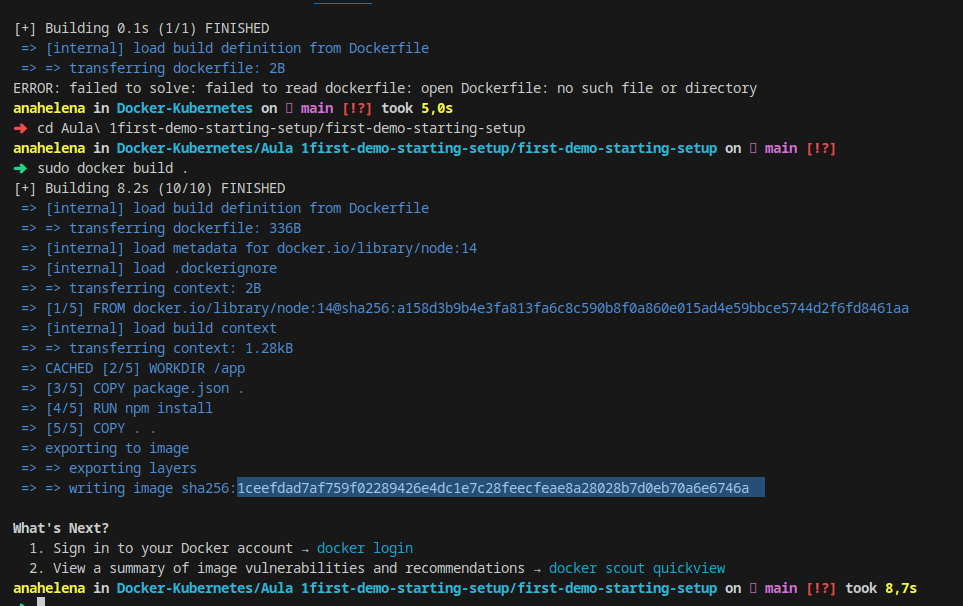 [+] Building 0.1s (1/1) FINISHED
=> [internal] load build definition from Dockerfile
=> => transferring dockerfile: 2B
ERROR: failed to solve: failed to read dockerfile: open Dockerfile: no such file or directory
anahelena in Docker-Kubernetes on main [!?] took 5,0s
➜ cd Aula\ 1first-demo-starting-setup/first-demo-starting-setup
anahelena in Docker-Kubernetes/Aula 1first-demo-starting-setup/first-demo-starting-setup on main [!?]
➜ sudo docker build .
[+] Building 8.2s (10/10) FINISHED
=> [internal] load build definition from Dockerfile
=> => transferring dockerfile: 336B
=> [internal] load metadata for docker.io/library/node:14
=> [internal] load .dockerignore
=> => transferring context: 2B
=> [1/5] FROM docker.io/library/node:14@sha256:a158d3b9b4e3fa813fa6c8c590b8f0a860e015ad4e59bbce5744d2f6fd8461aa
=> [internal] load build context
=> => transferring context: 1.28kB
=> CACHED [2/5] WORKDIR /app
=> [3/5] COPY package.json .
=> [4/5] RUN npm install
=> [5/5] COPY . .
=> exporting to image
=> => exporting layers
=> => writing image sha256:1ceefdad7af759f02289426e4dc1e7c28feecfeae8a28028b7d0eb70a6e6746a
What's Next?
1. Sign in to your Docker account → docker login
2. View a summary of image vulnerabilities and recommendations → docker scout quickview
anahelena in Docker-Kubernetes/Aula 1first-demo-starting-setup/first-demo-starting-setup on main [!?] took 8,7s